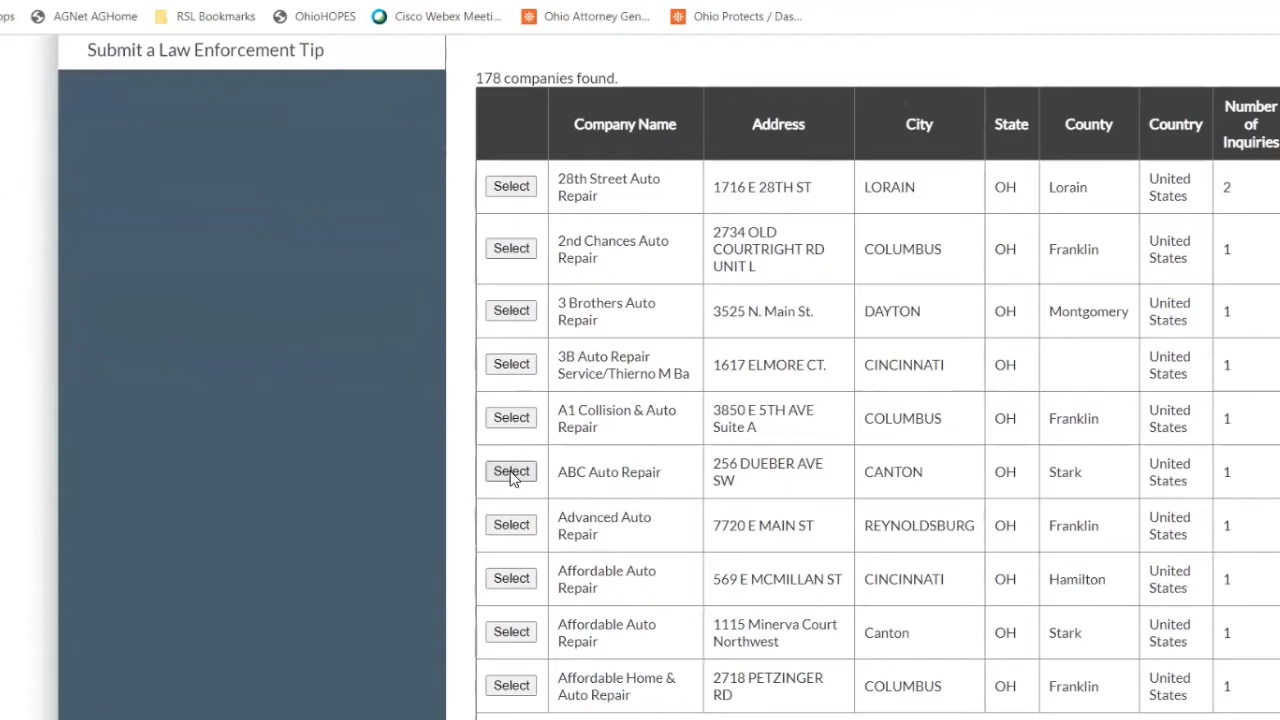 ps AGNet AGHome RSL Bookmarks OhioHOPES Cisco Webex Meeti... Ohio Attorney Gen... Ohio Protects / Das...
Submit a Law Enforcement Tip
178 companies found.
Company Name Address City State County Country Number of Inquiries
Select 28th Street Auto Repair 1716 E 28TH ST LORAIN OH Lorain United States 2
Select 2nd Chances Auto Repair 2734 OLD COURTRIGHT RD UNIT L COLUMBUS OH Franklin United States 1
Select 3 Brothers Auto Repair 3525 N. Main St. DAYTON OH Montgomery United States 1
Select 3B Auto Repair Service/Thierno M Ba 1617 ELMORE CT. CINCINNATI OH United States 1
Select A1 Collision & Auto Repair 3850 E 5TH AVE Suite A COLUMBUS OH Franklin United States 1
Select ABC Auto Repair 256 DUEBER AVE SW CANTON OH Stark United States 1
Select Advanced Auto Repair 7720 E MAIN ST REYNOLDSBURG OH Franklin United States 1
Select Affordable Auto Repair 569 E MCMILLAN ST CINCINNATI OH Hamilton United States 1
Select Affordable Auto Repair 1115 Minerva Court Northwest Canton OH Stark United States 1
Select Affordable Home & Auto Repair 2718 PETZINGER RD COLUMBUS OH Franklin United States 1